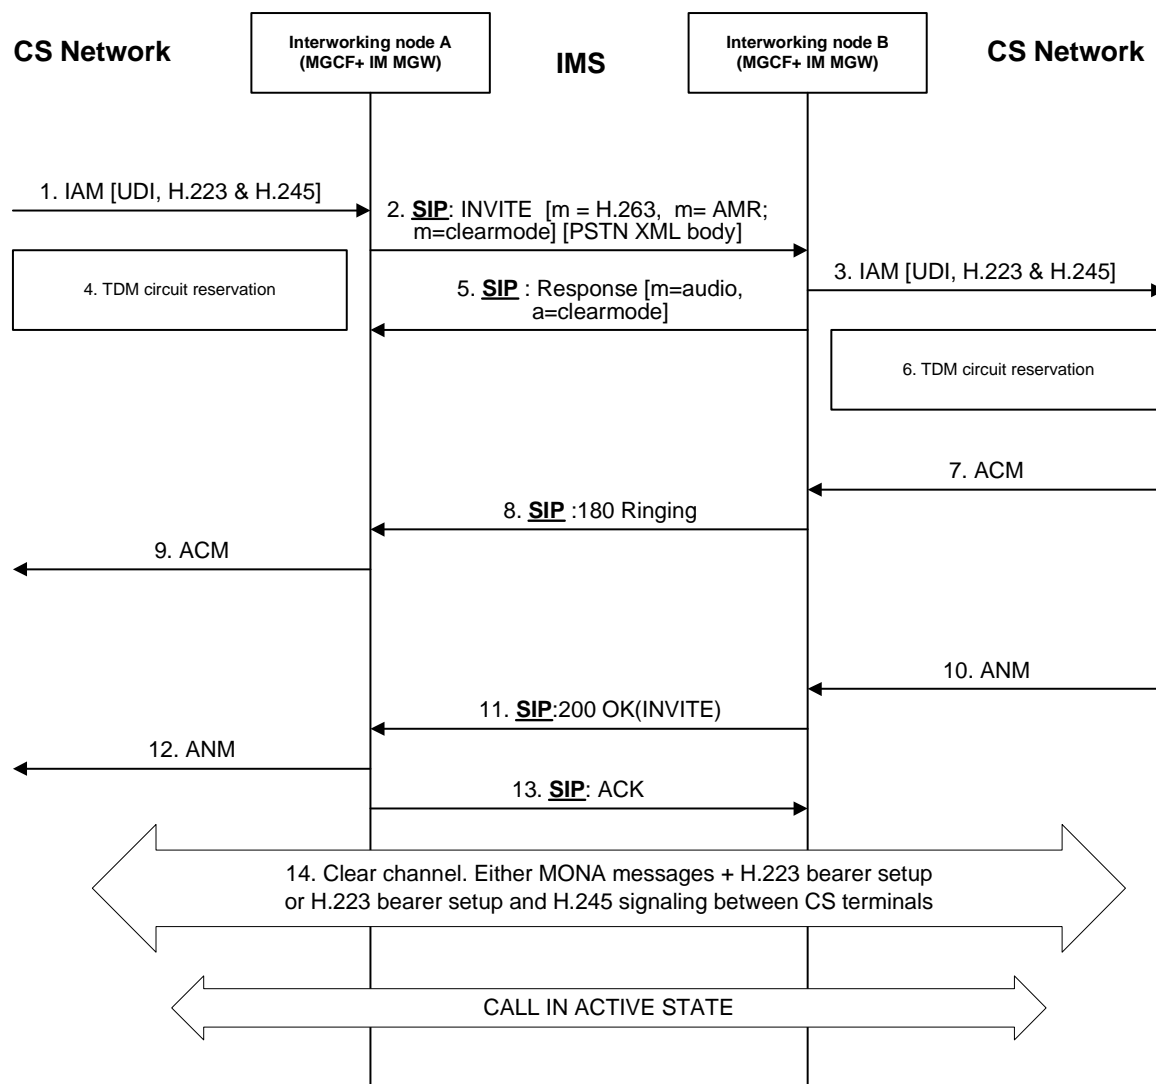 CS Network
Interworking node A
(MGCF+ IM MGW)
IMS
Interworking node B
(MGCF+ IM MGW)
CS Network
1. IAM [UDI, H.223 & H.245]
2. SIP: INVITE [m = H.263, m= AMR;
m=clearmode] [PSTN XML body]
3. IAM [UDI, H.223 & H.245]
4. TDM circuit reservation
5. SIP : Response [m=audio,
a=clearmode]
6. TDM circuit reservation
7. ACM
8. SIP :180 Ringing
9. ACM
10. ANM
11. SIP:200 OK(INVITE)
12. ANM
13. SIP: ACK
14. Clear channel. Either MONA messages + H.223 bearer setup
or H.223 bearer setup and H.245 signaling between CS terminals
CALL IN ACTIVE STATE